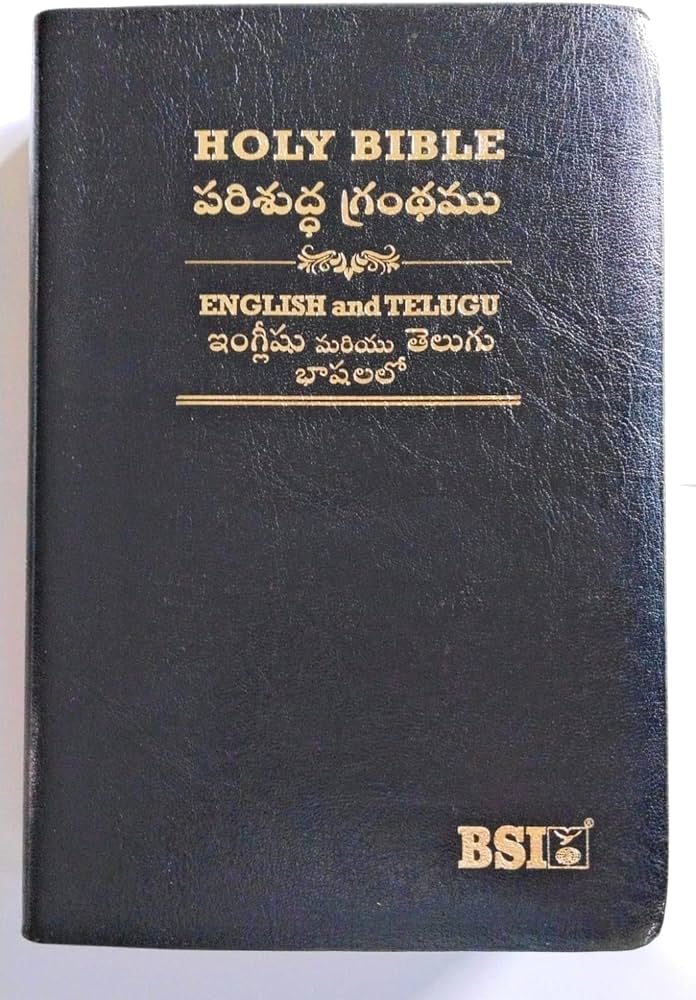 HOLY BIBLE
పరిశుద్ధ గ్రంథము
ENGLISH and TELUGU
ఇంగ్లీషు మరియు తెలుగు
భాషలలో
BSI®